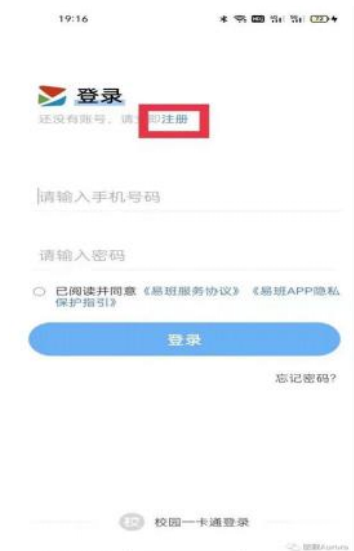 19:16
登录
还没有账号，请立即注册
请输入手机号码
请输入密码
已阅读并同意《易班服务协议》《易班APP隐私
保护指引》
登录
忘记密码?
校园一卡通登录